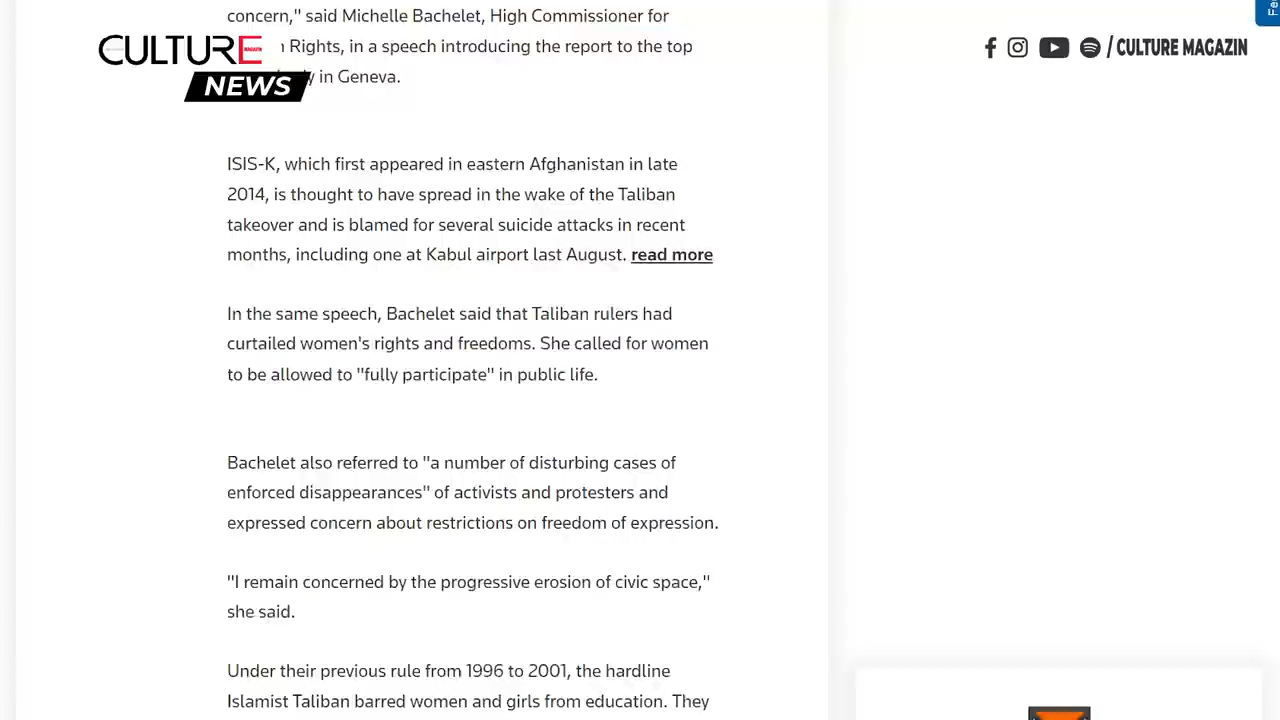 concern," said Michelle Bachelet, High Commissioner for
Rights, in a speech introducing the report to the top
in Geneva.
CULTURE
MAGAZIN
NEWS
/ CULTURE MAGAZIN
ISIS-K, which first appeared in eastern Afghanistan in late
2014, is thought to have spread in the wake of the Taliban
takeover and is blamed for several suicide attacks in recent
months, including one at Kabul airport last August. read more
In the same speech, Bachelet said that Taliban rulers had
curtailed women's rights and freedoms. She called for women
to be allowed to "fully participate" in public life.
Bachelet also referred to "a number of disturbing cases of
enforced disappearances" of activists and protesters and
expressed concern about restrictions on freedom of expression.
"I remain concerned by the progressive erosion of civic space,"
she said.
Under their previous rule from 1996 to 2001, the hardline
Islamist Taliban barred women and girls from education. They